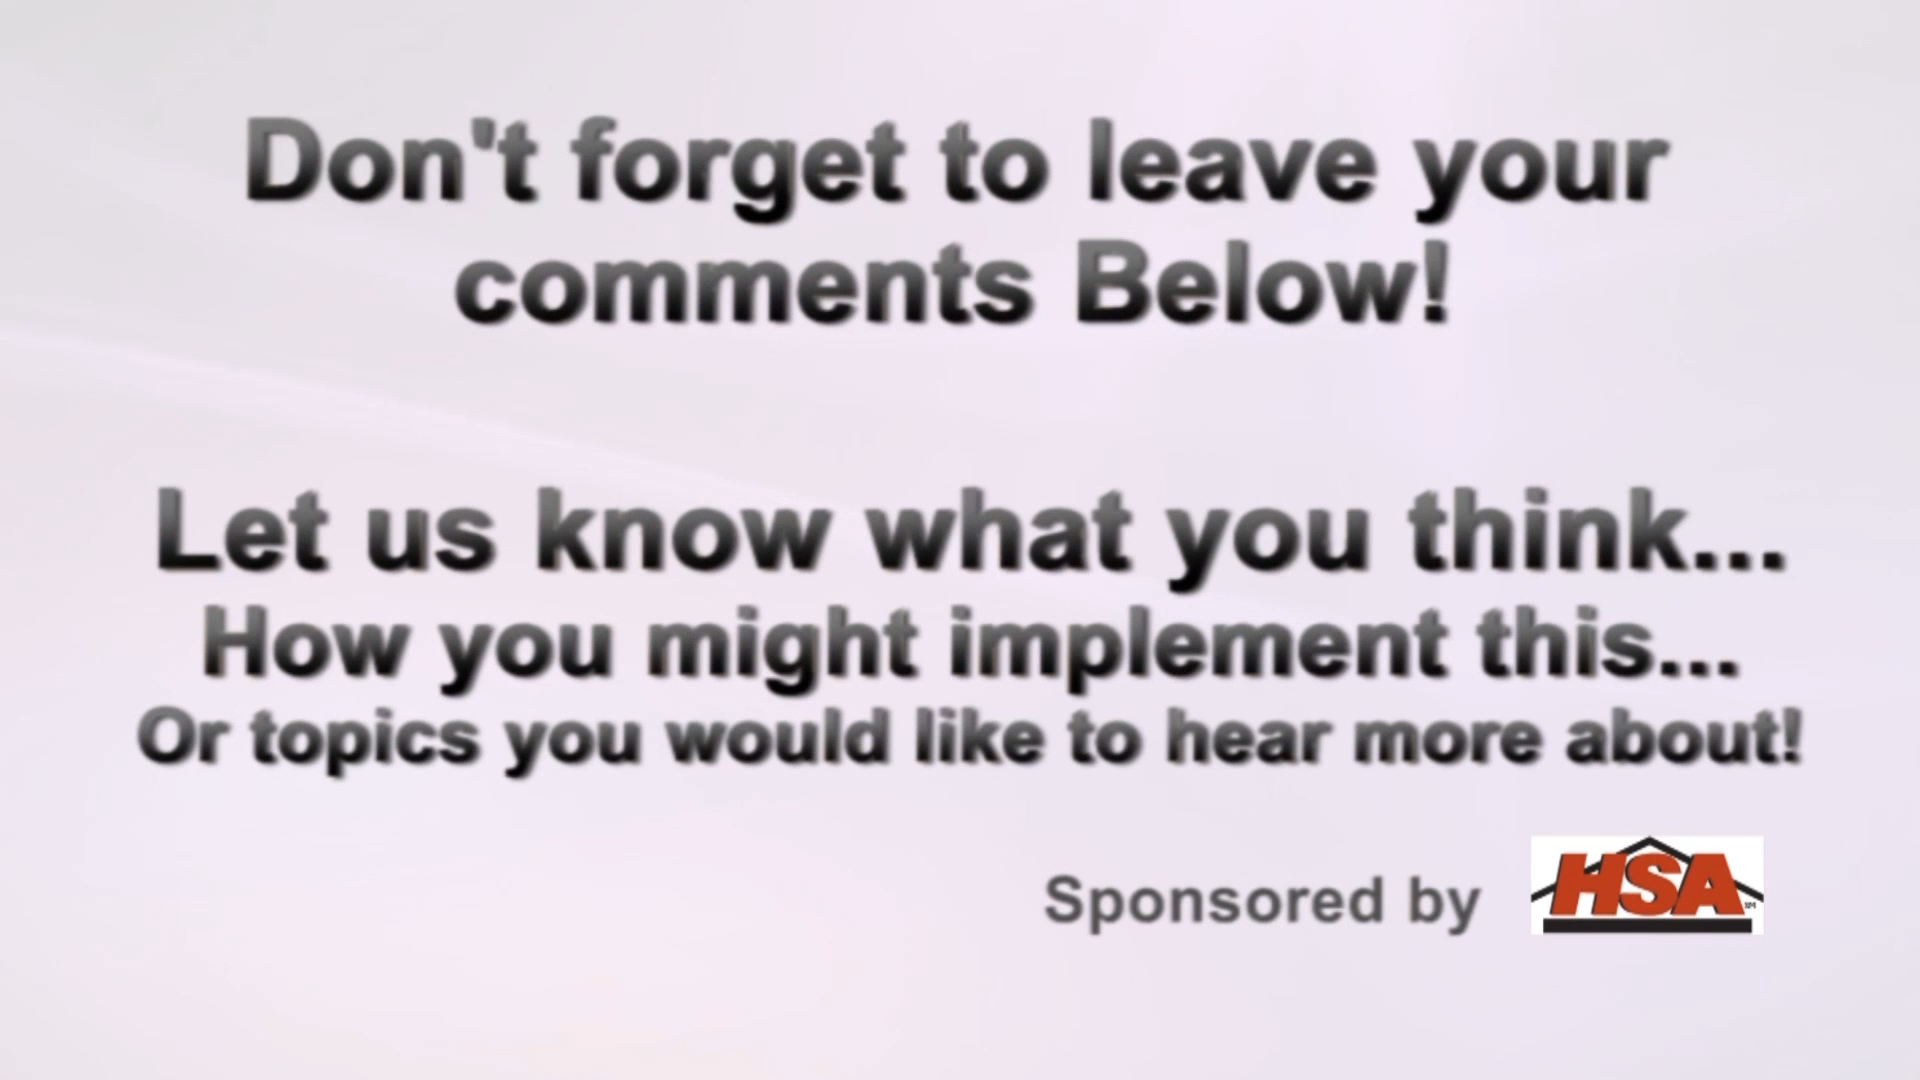 Don't forget to leave your
comments Below!
Let us know what you think...
How you might implement this...
Or topics you would like to hear more about!
Sponsored by HSA SM